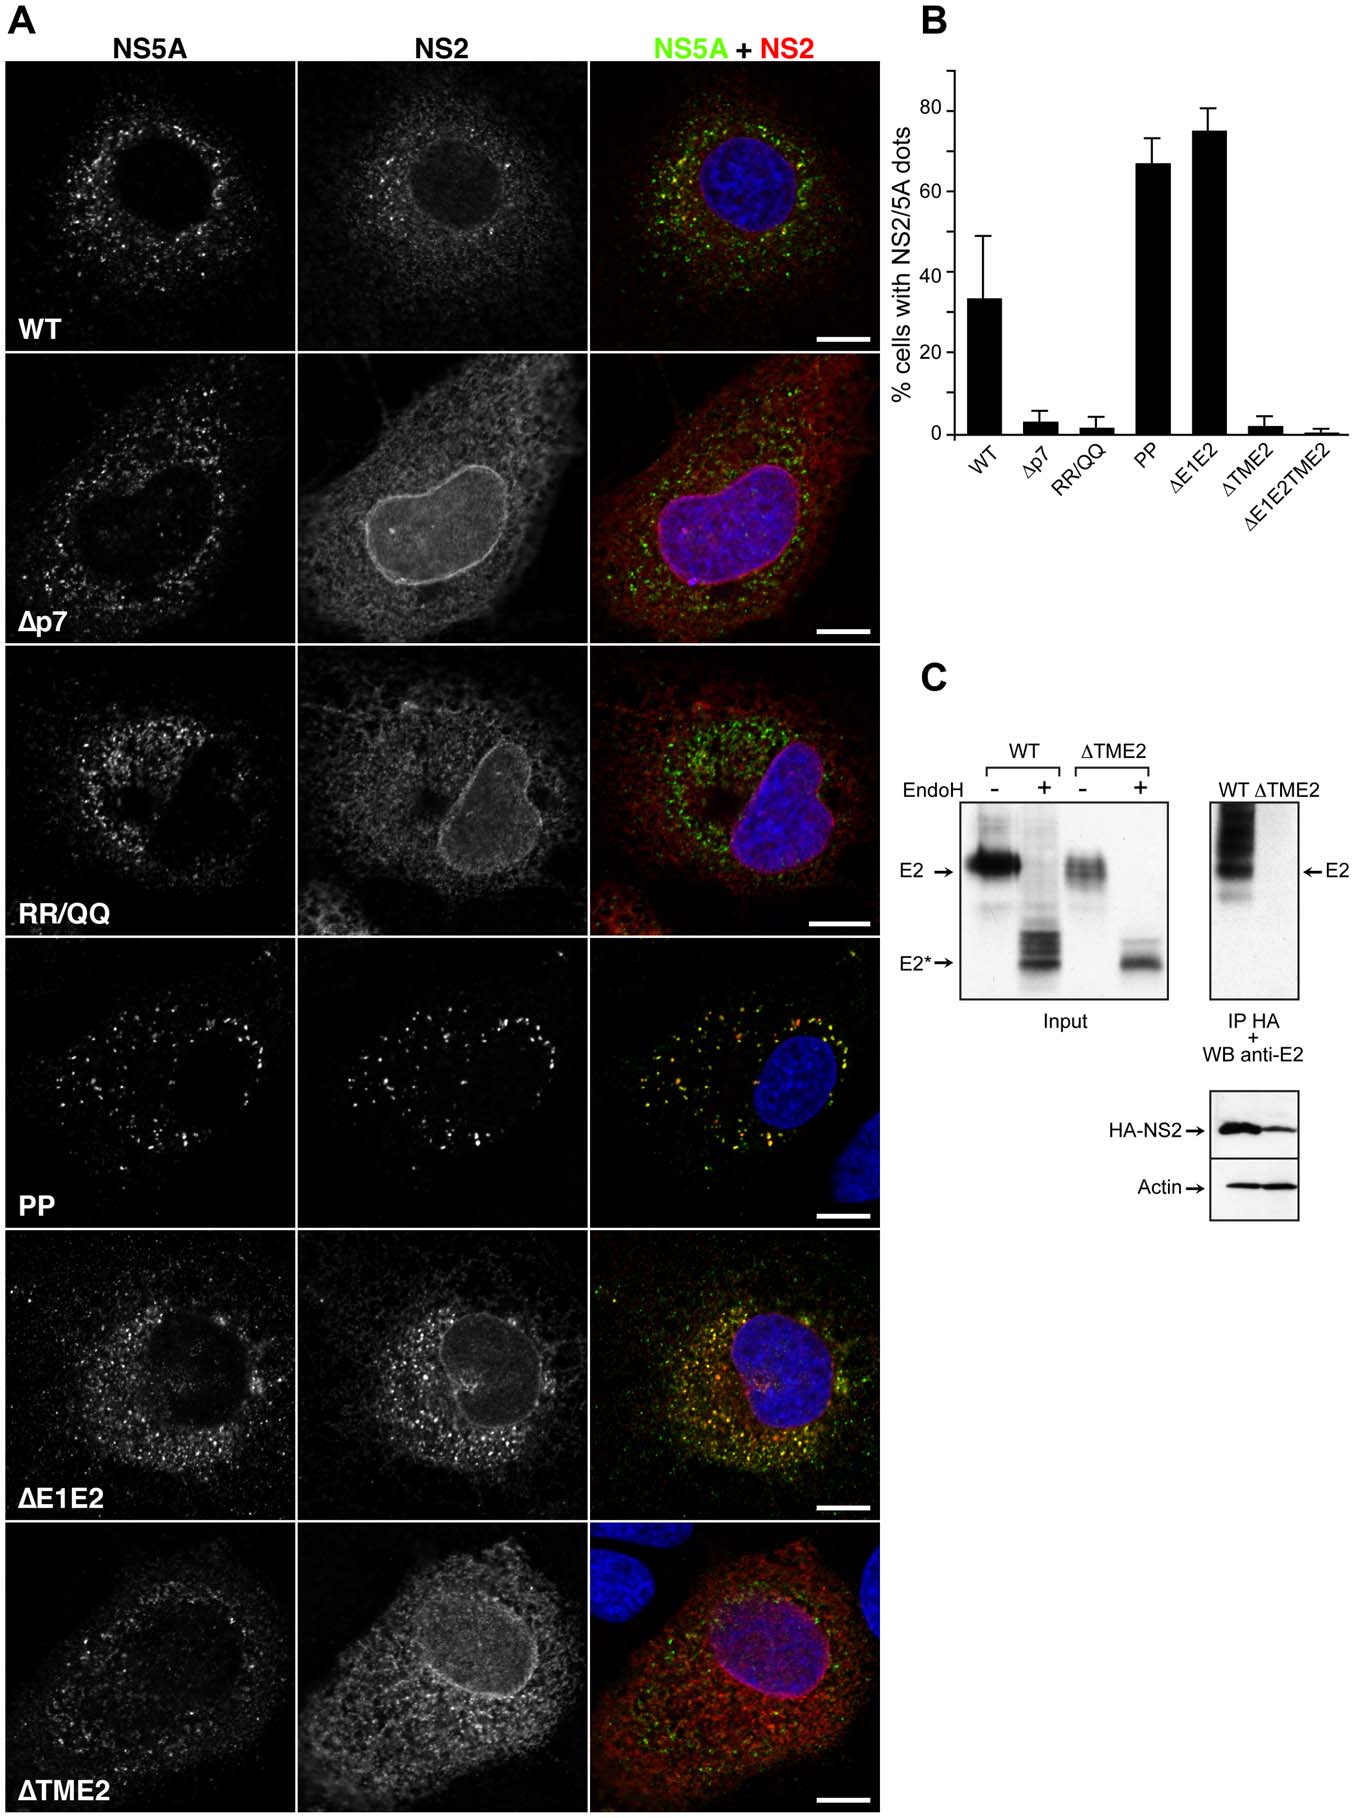 A
NS5A
NS2
NS5A + NS2
WT
Δp7
RR/QQ
PP
ΔE1E2
ΔTME2
B
% cells with NS2/5A dots
80
60
40
20
0
WT
Δp7
RR/QQ
PP
ΔE1E2
ΔTME2
ΔE1E2TME2
C
WT ΔTME2
EndoH - + - +
E2
E2*
Input
WT ΔTME2
E2
IP HA
+
WB anti-E2
HA-NS2
Actin